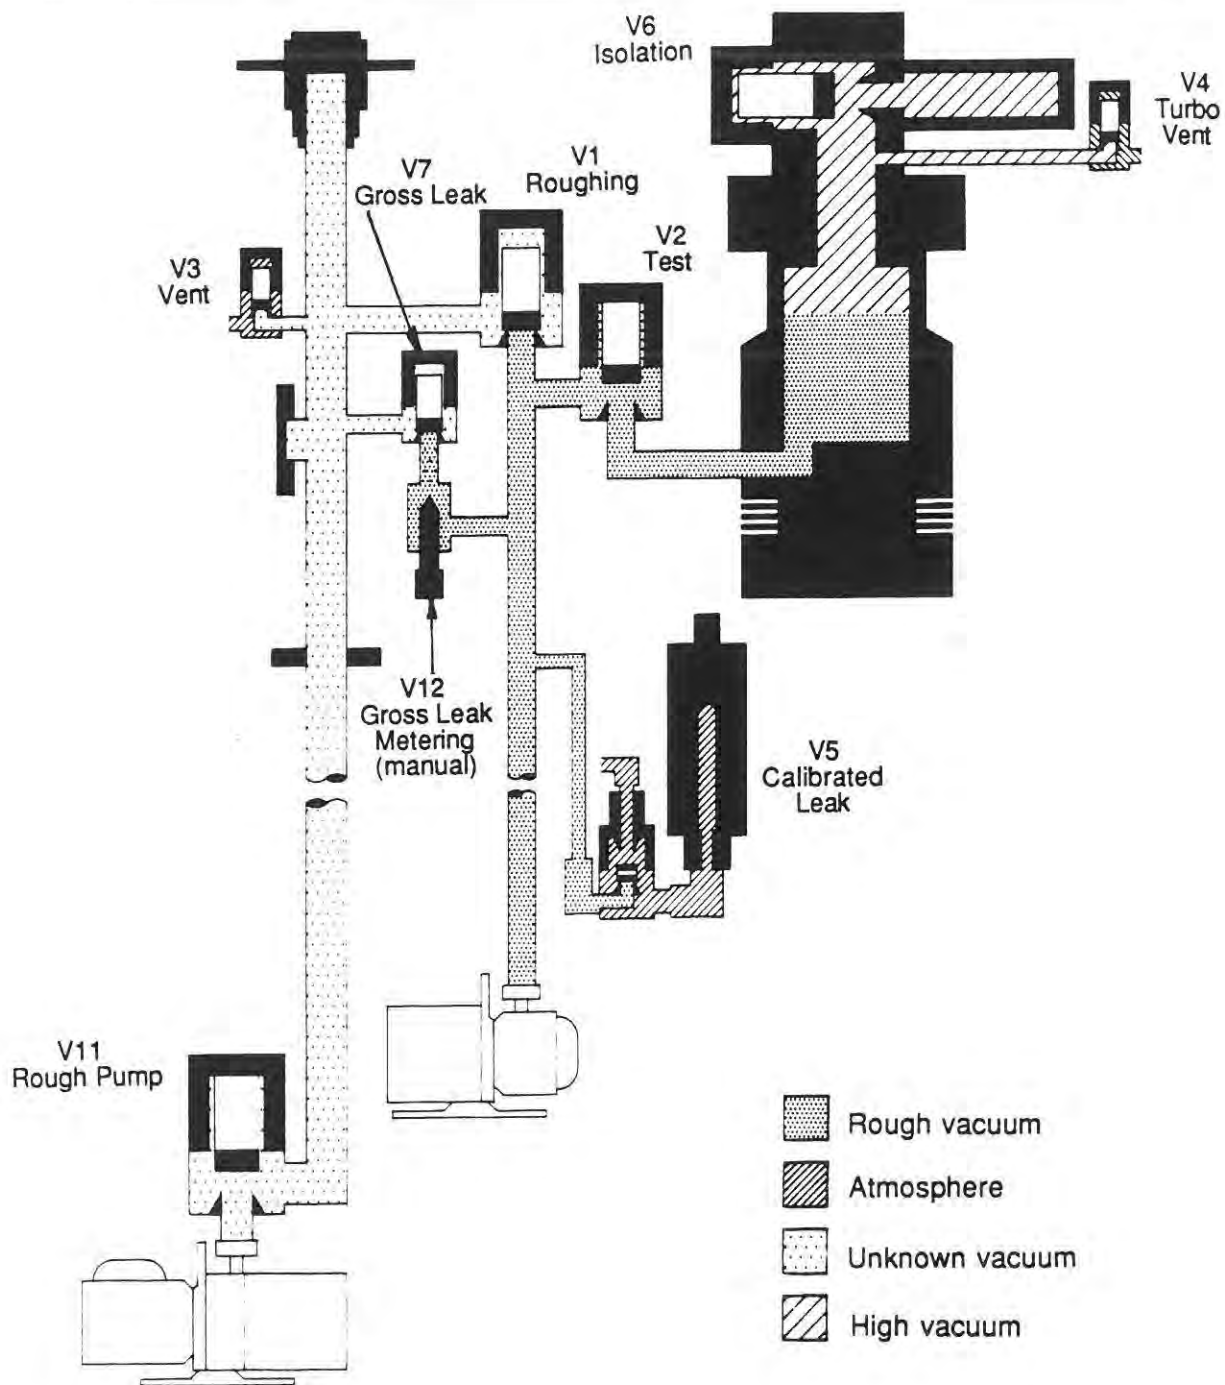 V6
Isolation
V4
Turbo
Vent
V7
Gross Leak
V1
Roughing
V2
Test
V3
Vent
V12
Gross Leak
Metering
(manual)
V5
Calibrated
Leak
V11
Rough Pump
Rough vacuum
Atmosphere
Unknown vacuum
High vacuum